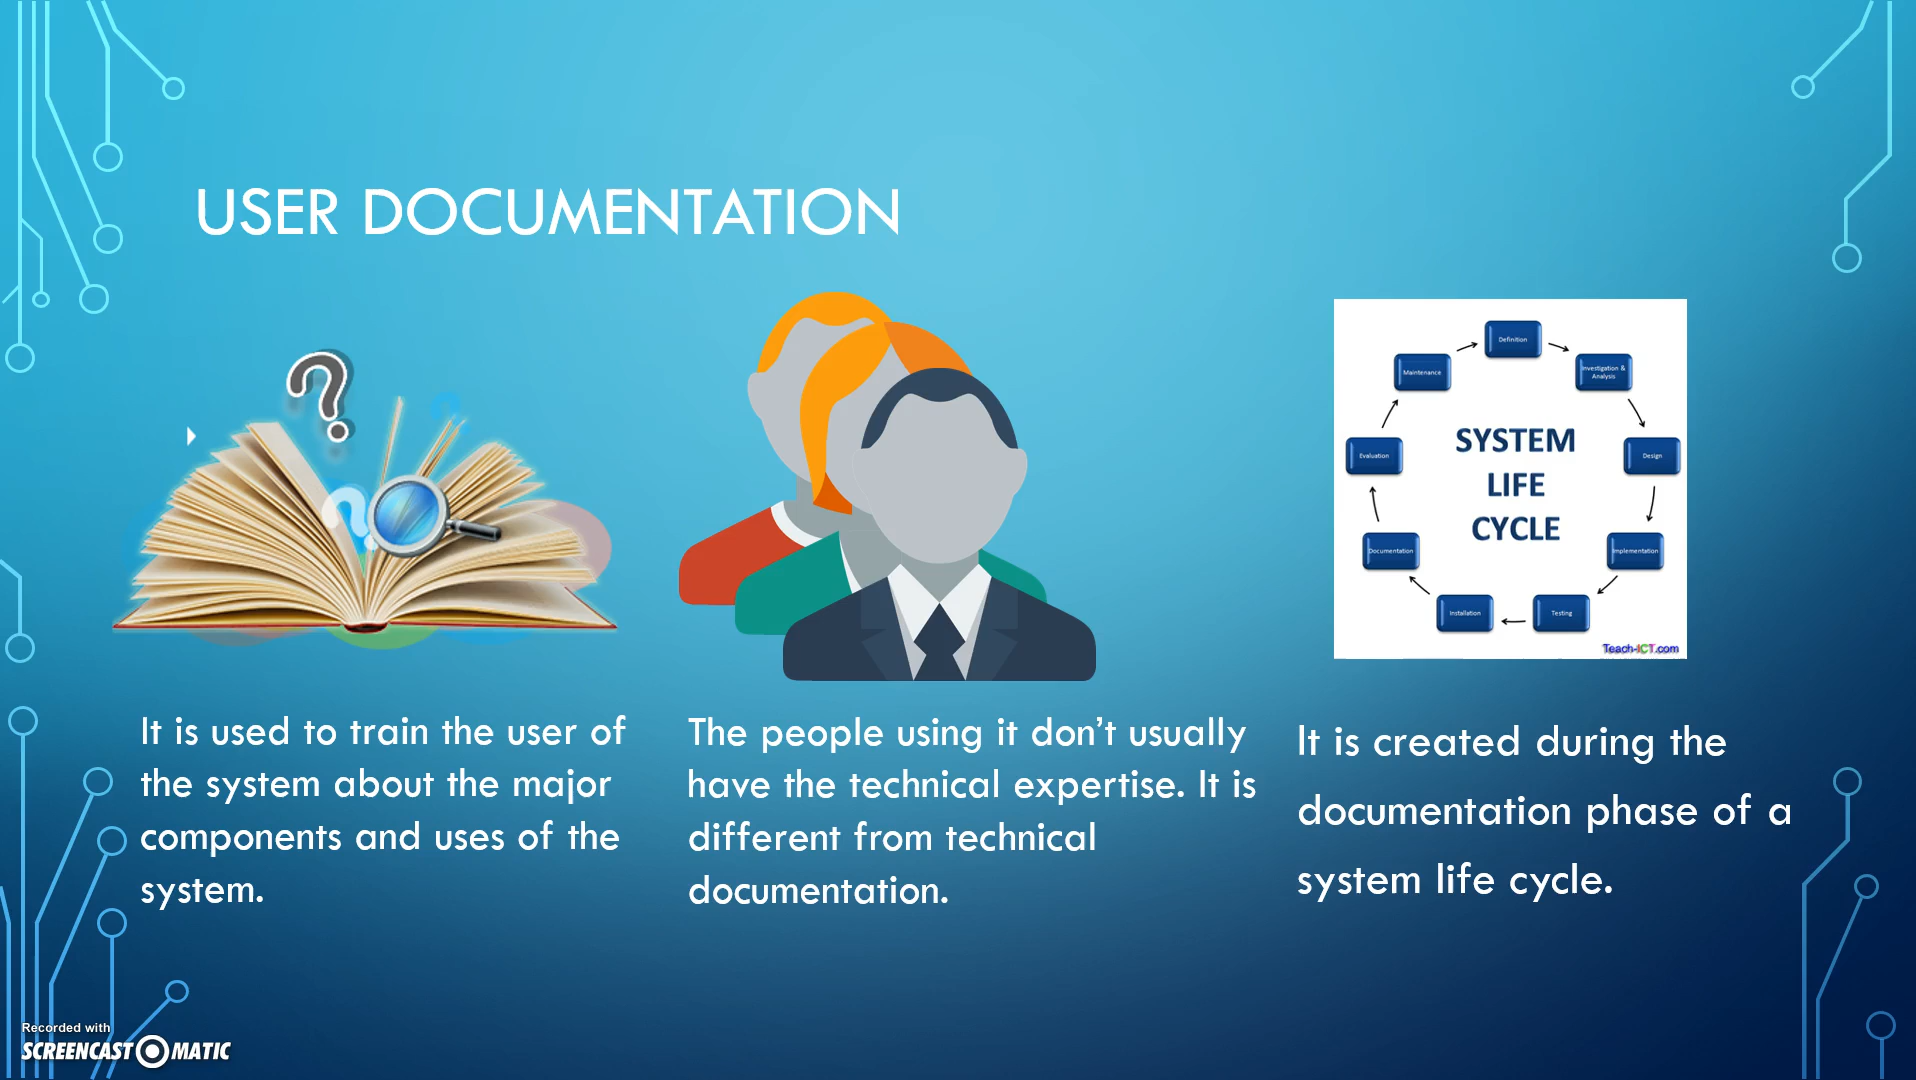 USER DOCUMENTATION
It is used to train the user of
the system about the major
components and uses of the
system.
The people using it don’t usually
have the technical expertise. It is
different from technical
documentation.
Definition
Investigation &
Analysis
Design
Implementation
Testing
Installation
Documentation
Evaluation
Maintenance
SYSTEM
LIFE
CYCLE
Teach-ICT.com
It is created during the
documentation phase of a
system life cycle.
Recorded with
SCREENCAST MATIC